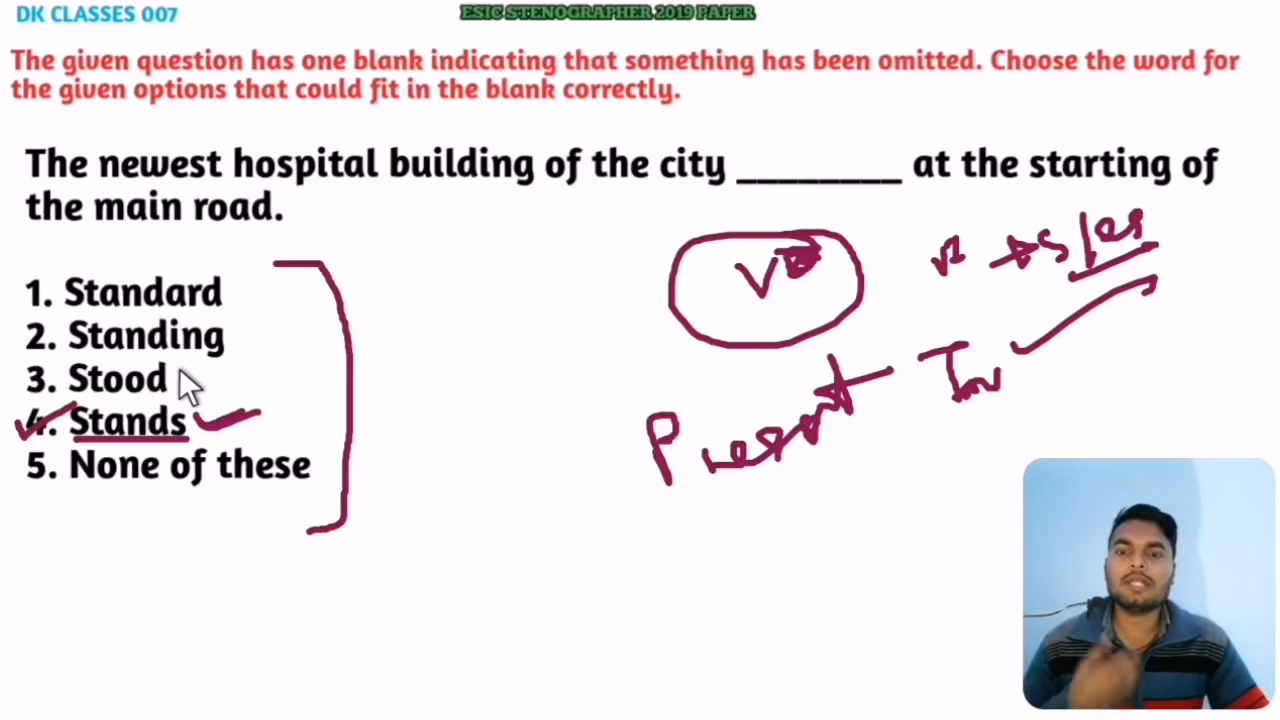 DK CLASSES 007
ESIC STENOGRAPHER 2019 PAPER
The given question has one blank indicating that something has been omitted. Choose the word for
the given options that could fit in the blank correctly.
The newest hospital building of the city ________ at the starting of
the main road.
1. Standard
2. Standing
3. Stood
4. Stands
5. None of these
V
Present